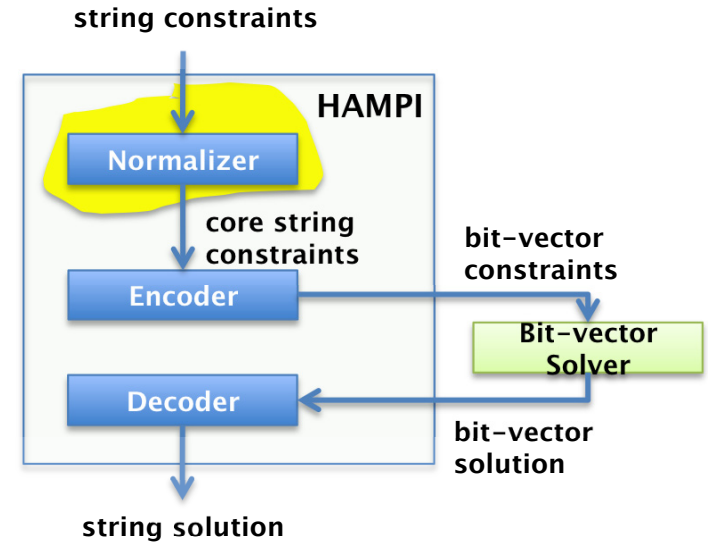 string constraints
HAMPI
Normalizer
core string
constraints
bit-vector
constraints
Encoder
Bit-vector
Solver
Decoder
bit-vector
solution
string solution